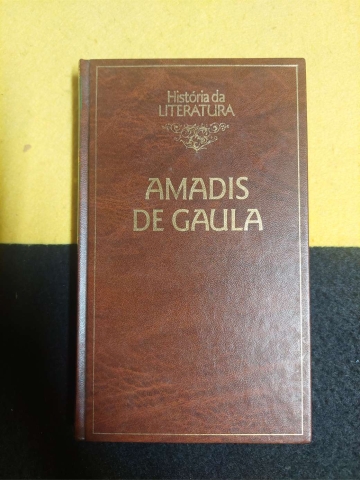 História da
LITERATURA
AMADIS
DE GAULA